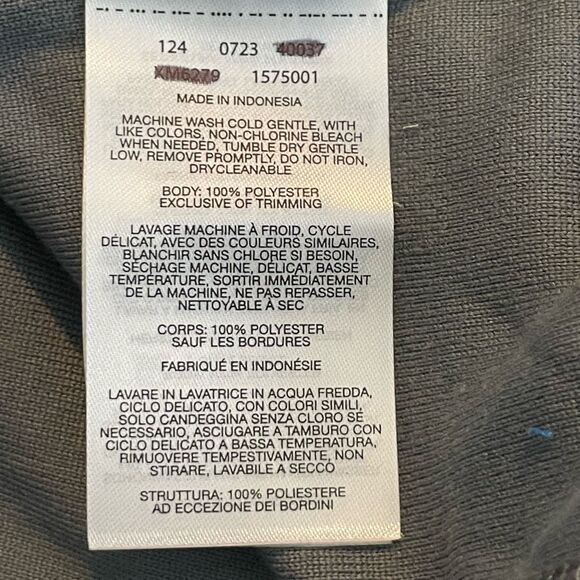 124 0723 40037
XM6279 1575001
MADE IN INDONESIA
MACHINE WASH COLD GENTLE, WITH
LIKE COLORS, NON-CHLORINE BLEACH
WHEN NEEDED, TUMBLE DRY GENTLE
LOW, REMOVE PROMPTLY, DO NOT IRON,
DRYCLEANABLE
BODY: 100% POLYESTER
EXCLUSIVE OF TRIMMING
LAVAGE MACHINE À FROID, CYCLE
DÉLICAT, AVEC DES COULEURS SIMILAIRES,
BLANCHIR SANS CHLORE SI BESOIN,
SÉCHAGE MACHINE, DÉLICAT, BASSE
TEMPÉRATURE, SORTIR IMMÉDIATEMENT
DE LA MACHINE, NE PAS REPASSER,
NETTOYABLE À SEC
CORPS: 100% POLYESTER
SAUF LES BORDURES
FABRIQUÉ EN INDONÉSIE
LAVARE IN LAVATRICE IN ACQUA FREDDA,
CICLO DELICATO, CON COLORI SIMILI,
SOLO CANDEGGINA SENZA CLORO SE
NECESSARIO, ASCIUGARE A TAMBURO CON
CICLO DELICATO A BASSA TEMPERATURA,
RIMUOVERE TEMPESTIVAMENTE, NON
STIRARE, LAVABILE A SECCO
STRUTTURA: 100% POLIESTERE
AD ECCEZIONE DEI BORDINI